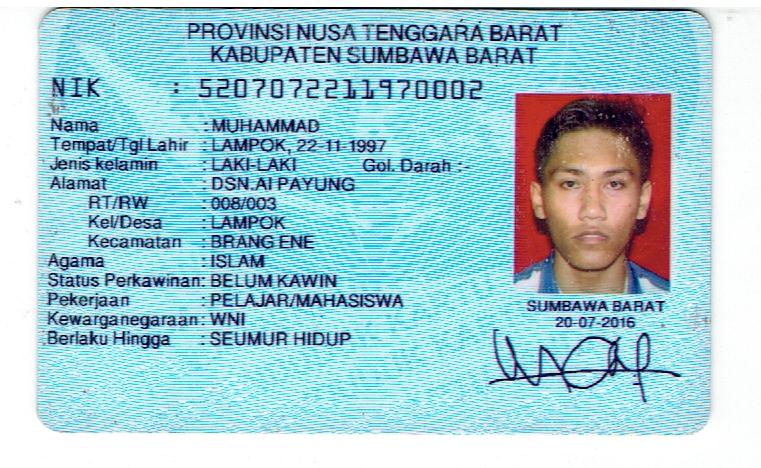 PROVINSI NUSA TENGGARA BARAT
KABUPATEN SUMBAWA BARAT
NIK : 5207072211970002
Nama : MUHAMMAD
Tempat/Tgl Lahir : LAMPOK, 22-11-1997
Jenis kelamin : LAKI-LAKI Gol. Darah :-
Alamat : DSN.AI PAYUNG
RT/RW : 008/003
Kel/Desa : LAMPOK
Kecamatan : BRANG ENE
Agama : ISLAM
Status Perkawinan: BELUM KAWIN
Pekerjaan : PELAJAR/MAHASISWA
Kewarganegaraan: WNI
Berlaku Hingga : SEUMUR HIDUP
SUMBAWA BARAT
20-07-2016